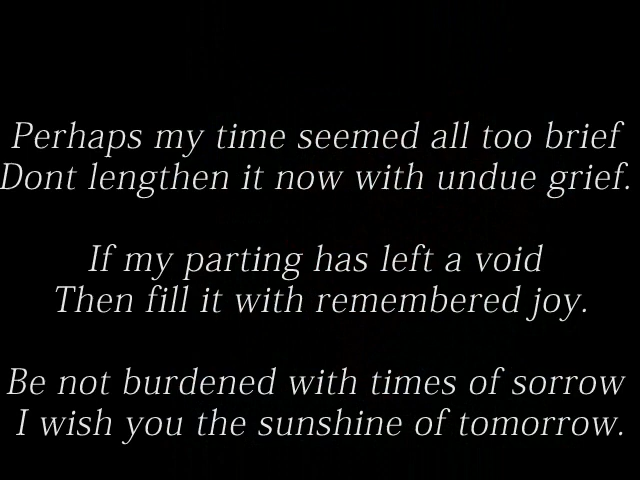 Perhaps my time seemed all too brief
Dont lengthen it now with undue grief.
If my parting has left a void
Then fill it with remembered joy.
Be not burdened with times of sorrow
I wish you the sunshine of tomorrow.